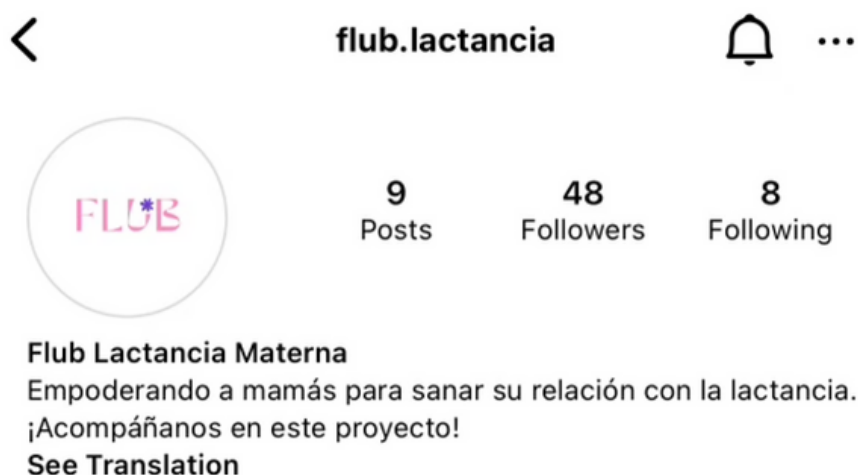 flub.lactancia
FLUB
9 48 8
Posts Followers Following
Flub Lactancia Materna
Empoderando a mamás para sanar su relación con la lactancia.
¡Acompáñanos en este proyecto!
See Translation